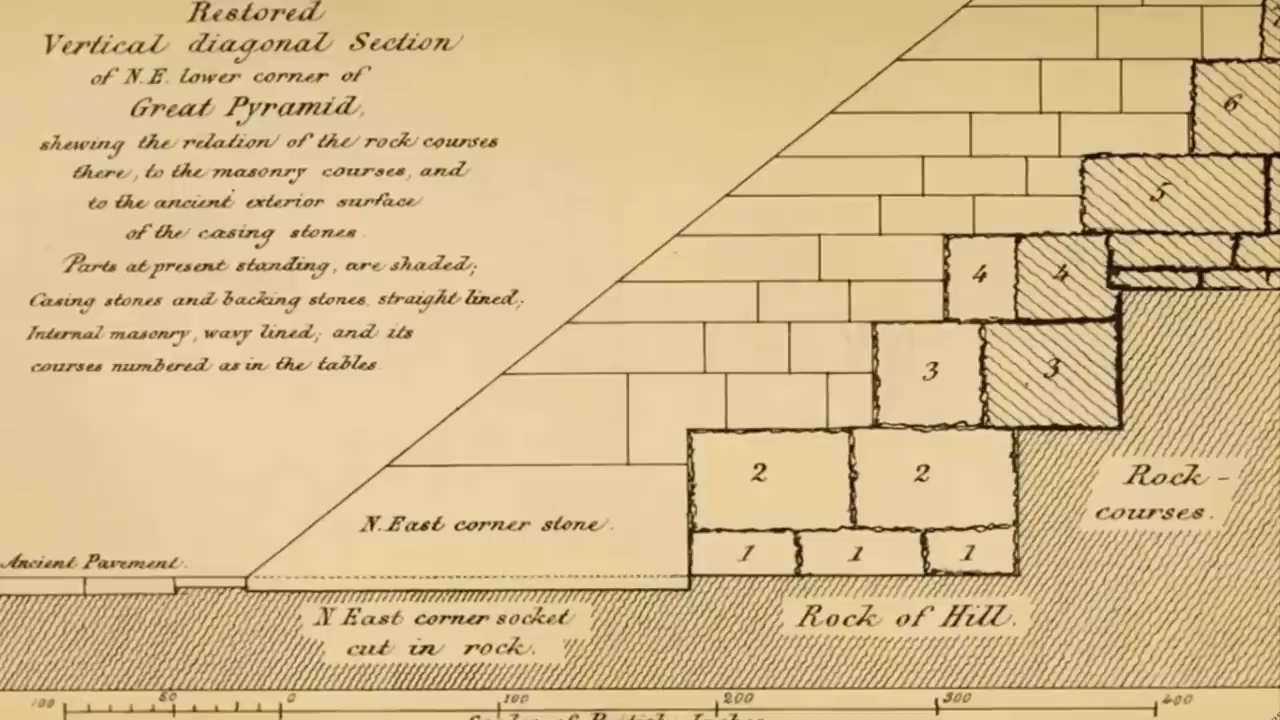 Restored
Vertical diagonal Section
of N.E. lower corner of
Great Pyramid,
shewing the relation of the rock courses
there, to the masonry courses, and
to the ancient exterior surface
of the casing stones.
Parts at present standing, are shaded;
Casing stones and backing stones, straight lined;
Internal masonry, wavy lined; and its
courses numbered as in the tables.
6
5
4 4
3 3
2 2
Rock-
courses.
N. East corner stone.
1 1 1
Ancient Pavement.
N East corner socket
cut in rock.
Rock of Hill.
100 50 0 100 200 300 400
Scale of British Inches